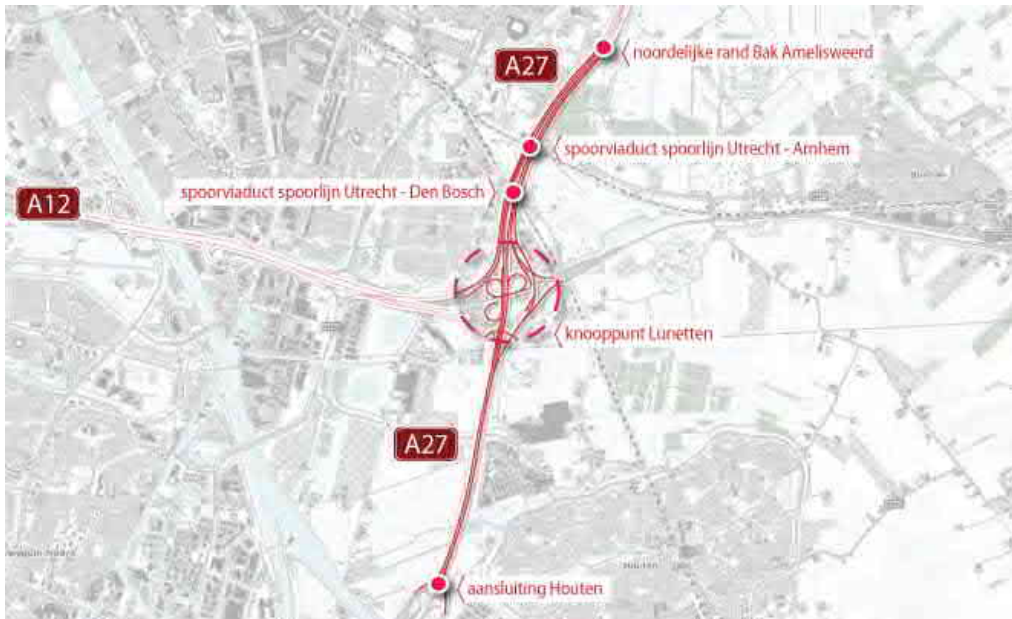 noordelijke rand Bak Amelisweerd
A27
spoorviaduct spoorlijn Utrecht - Arnhem
spoorviaduct spoorlijn Utrecht - Den Bosch
A12
knooppunt Lunetten
A27
aansluiting Houten